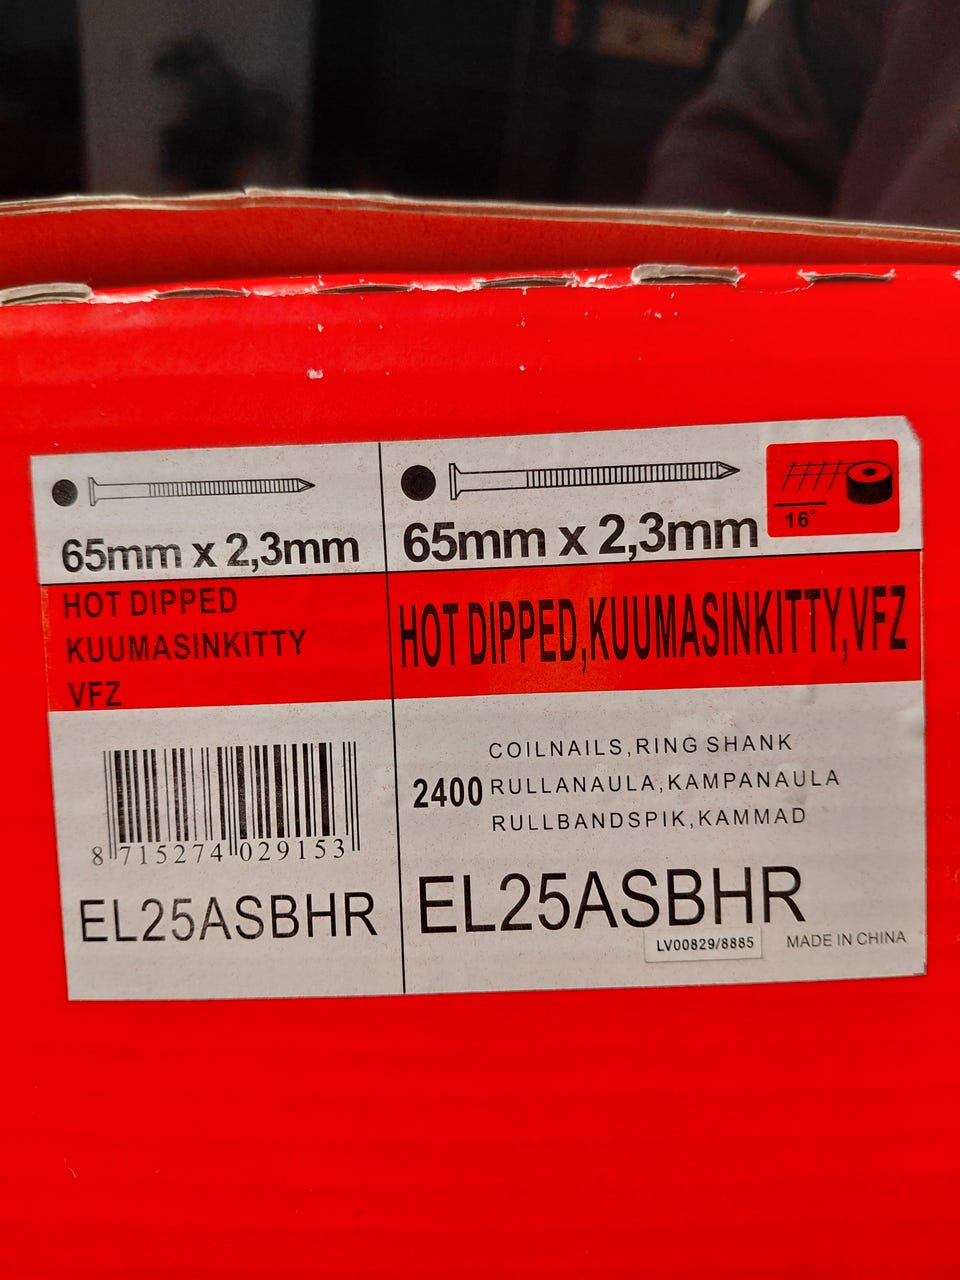 65mm x 2,3mm
HOT DIPPED
KUUMASINKITTY
VFZ
8 715274 029153
EL25ASBHR
65mm x 2,3mm
16°
HOT DIPPED,KUUMASINKITTY,VFZ
COILNAILS,RING SHANK
2400 RULLANAULA,KAMPANAULA
RULLBANDSPIK,KAMMAD
EL25ASBHR
LV00829/8885
MADE IN CHINA